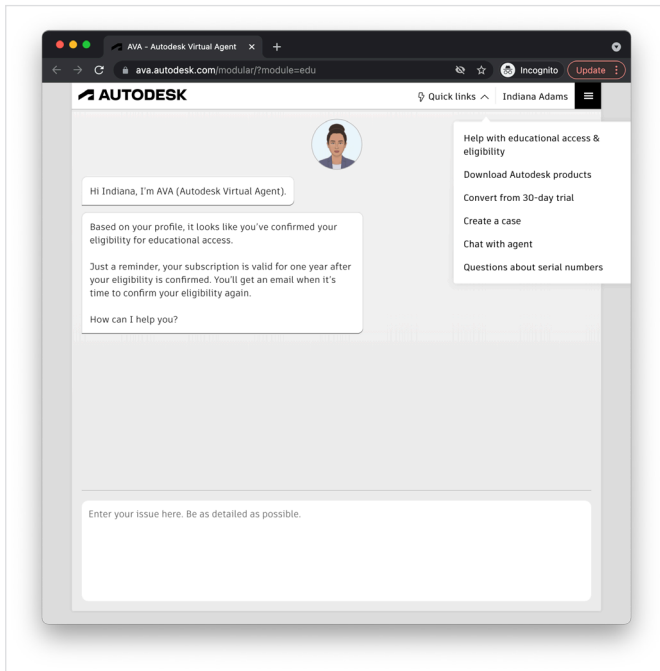 AVA - Autodesk Virtual Agent
ava.autodesk.com/modular/?module=edu
Incognito
Update
AUTODESK
Quick links
Indiana Adams
Help with educational access &
eligibility
Download Autodesk products
Convert from 30-day trial
Create a case
Chat with agent
Questions about serial numbers
Hi Indiana, I'm AVA (Autodesk Virtual Agent).
Based on your profile, it looks like you've confirmed your
eligibility for educational access.
Just a reminder, your subscription is valid for one year after
your eligibility is confirmed. You'll get an email when it's
time to confirm your eligibility again.
How can I help you?
Enter your issue here. Be as detailed as possible.